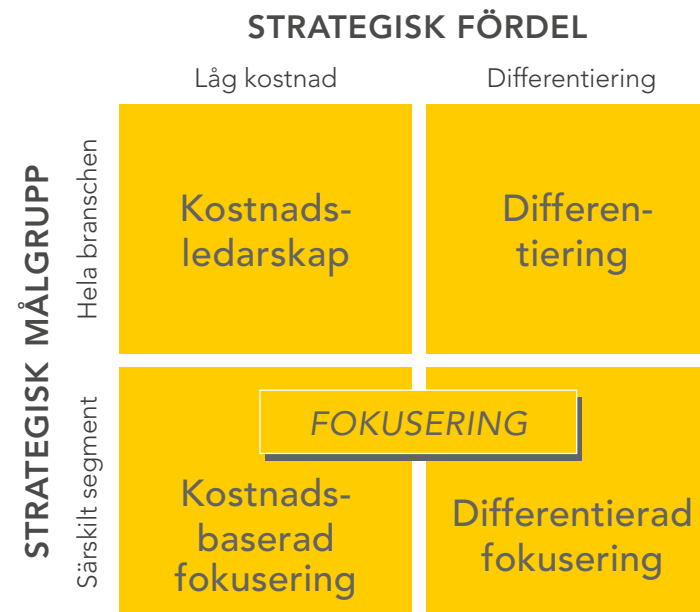 STRATEGISK FÖRDEL
Låg kostnad
Differentiering
STRATEGISK MÅLGRUPP
Hela branschen
Kostnads-
ledarskap
Differen-
tiering
Särskilt segment
FOKUSERING
Kostnads-
baserad
fokusering
Differentierad
fokusering